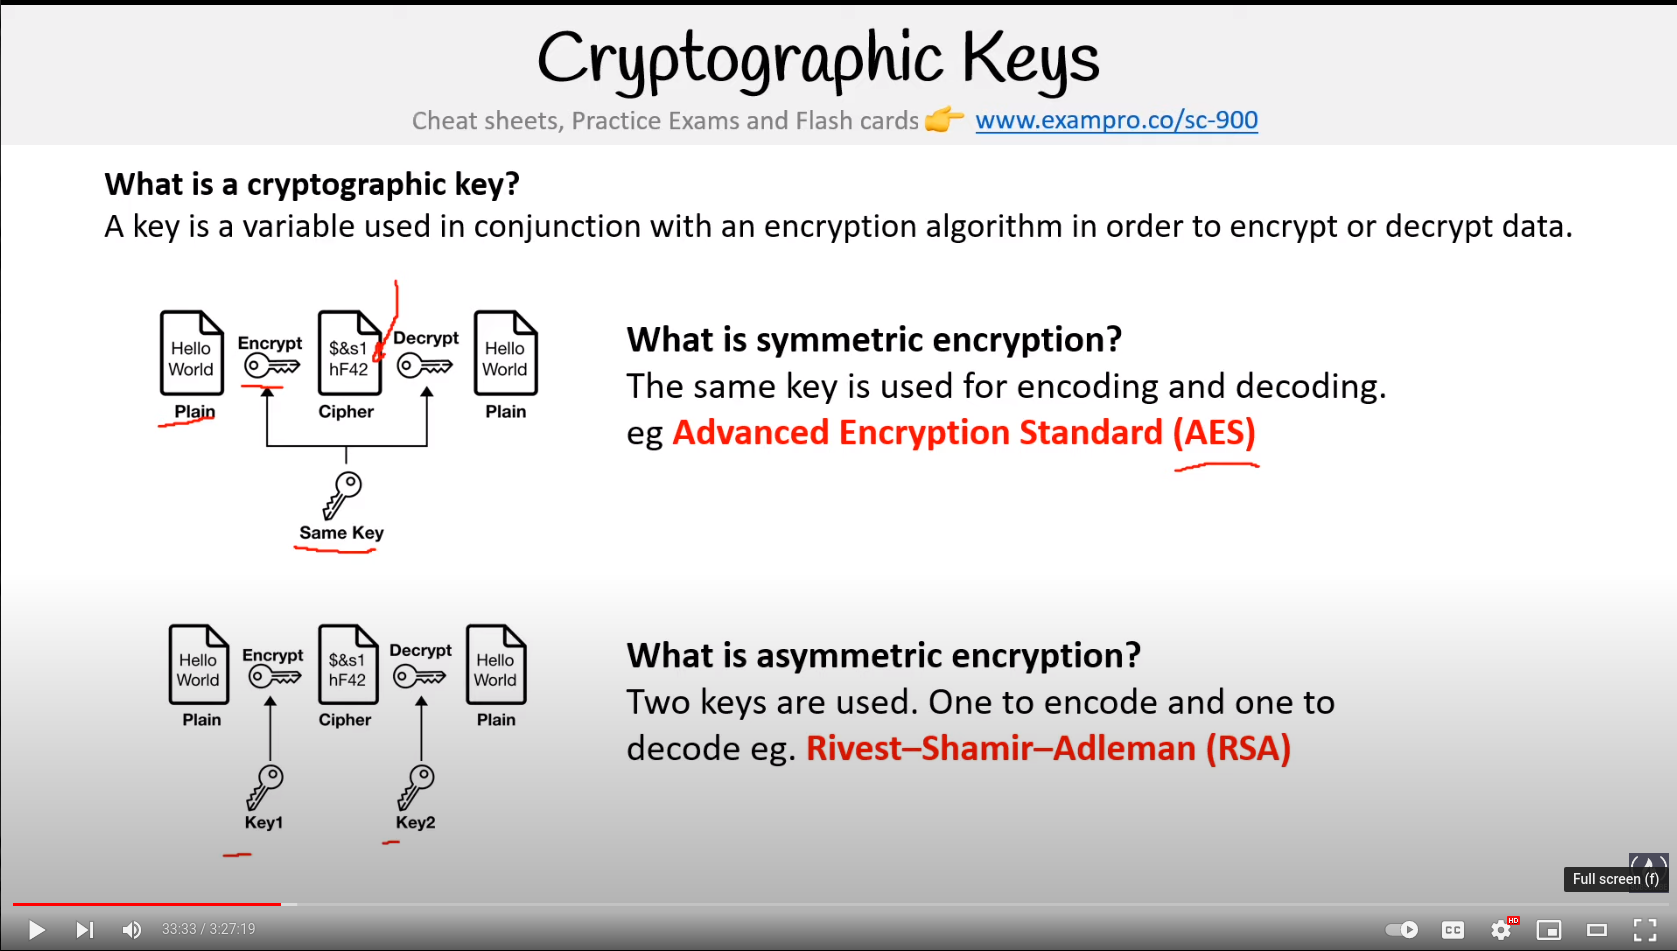 Cryptographic Keys
Cheat sheets, Practice Exams and Flash cards 👉 www.exampro.co/sc-900
What is a cryptographic key?
A key is a variable used in conjunction with an encryption algorithm in order to encrypt or decrypt data.
Hello
World
Plain
Encrypt
$&s1
hF42
Cipher
Decrypt
Hello
World
Plain
Same Key
What is symmetric encryption?
The same key is used for encoding and decoding.
eg Advanced Encryption Standard (AES)
Hello
World
Plain
Encrypt
$&s1
hF42
Cipher
Decrypt
Hello
World
Plain
Key1
Key2
What is asymmetric encryption?
Two keys are used. One to encode and one to
decode eg. Rivest–Shamir–Adleman (RSA)
Full screen (f)
33:33 / 3:27:19
CC
HD